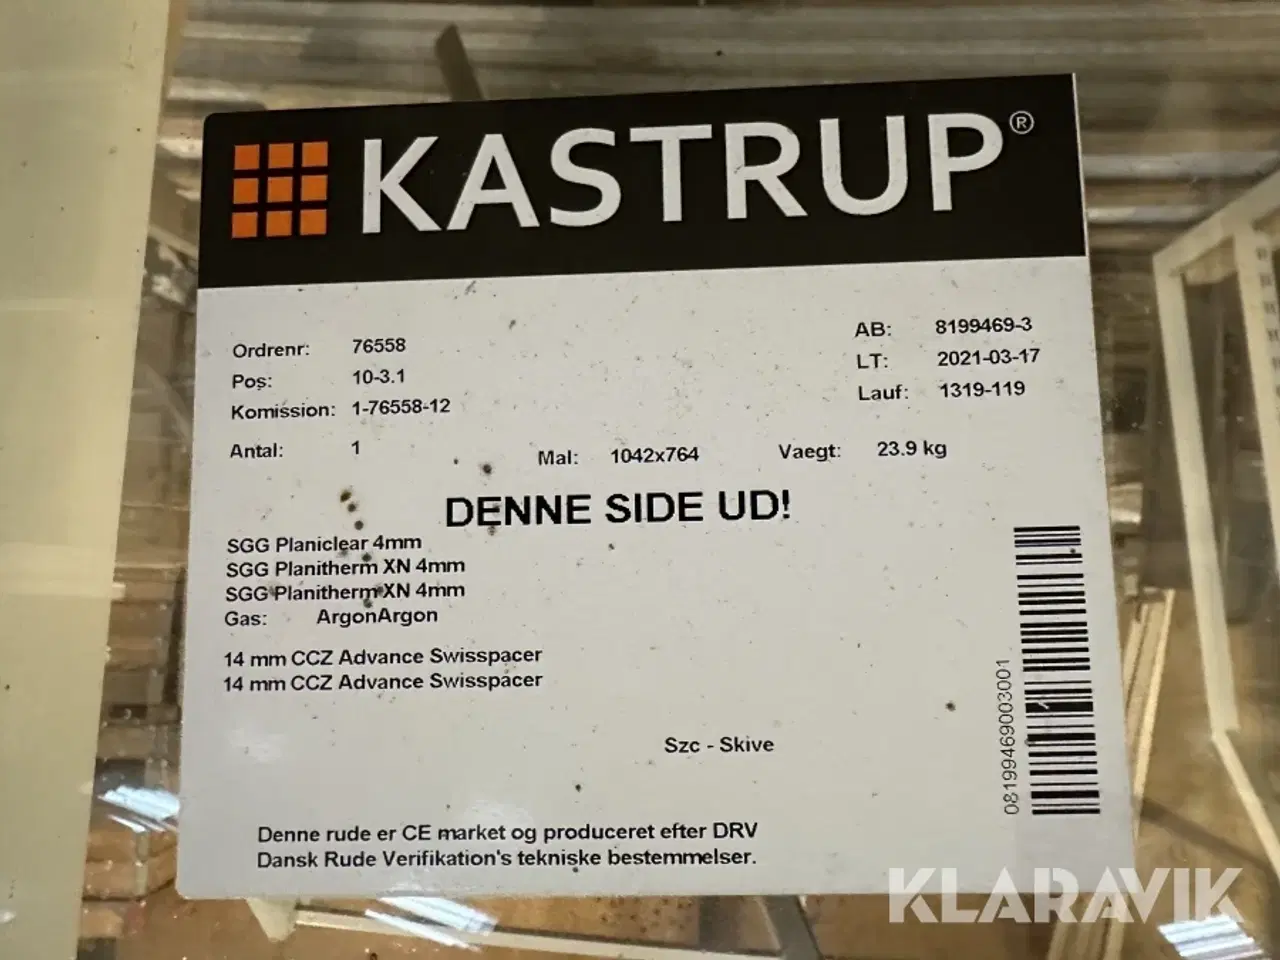 KASTRUP®
Ordrenr: 76558
Pos: 10-3.1
Komission: 1-76558-12
AB: 8199469-3
LT: 2021-03-17
Lauf: 1319-119
Antal: 1 Mal: 1042x764 Vaegt: 23.9 kg
DENNE SIDE UD!
SGG Planiclear 4mm
SGG Planitherm XN 4mm
SGG Planitherm XN 4mm
Gas: ArgonArgon
14 mm CCZ Advance Swisspacer
14 mm CCZ Advance Swisspacer
Szc - Skive
0819946900300​1
Denne rude er CE market og produceret efter DRV
Dansk Rude Verifikation's tekniske bestemmelser.
KLARAVIK